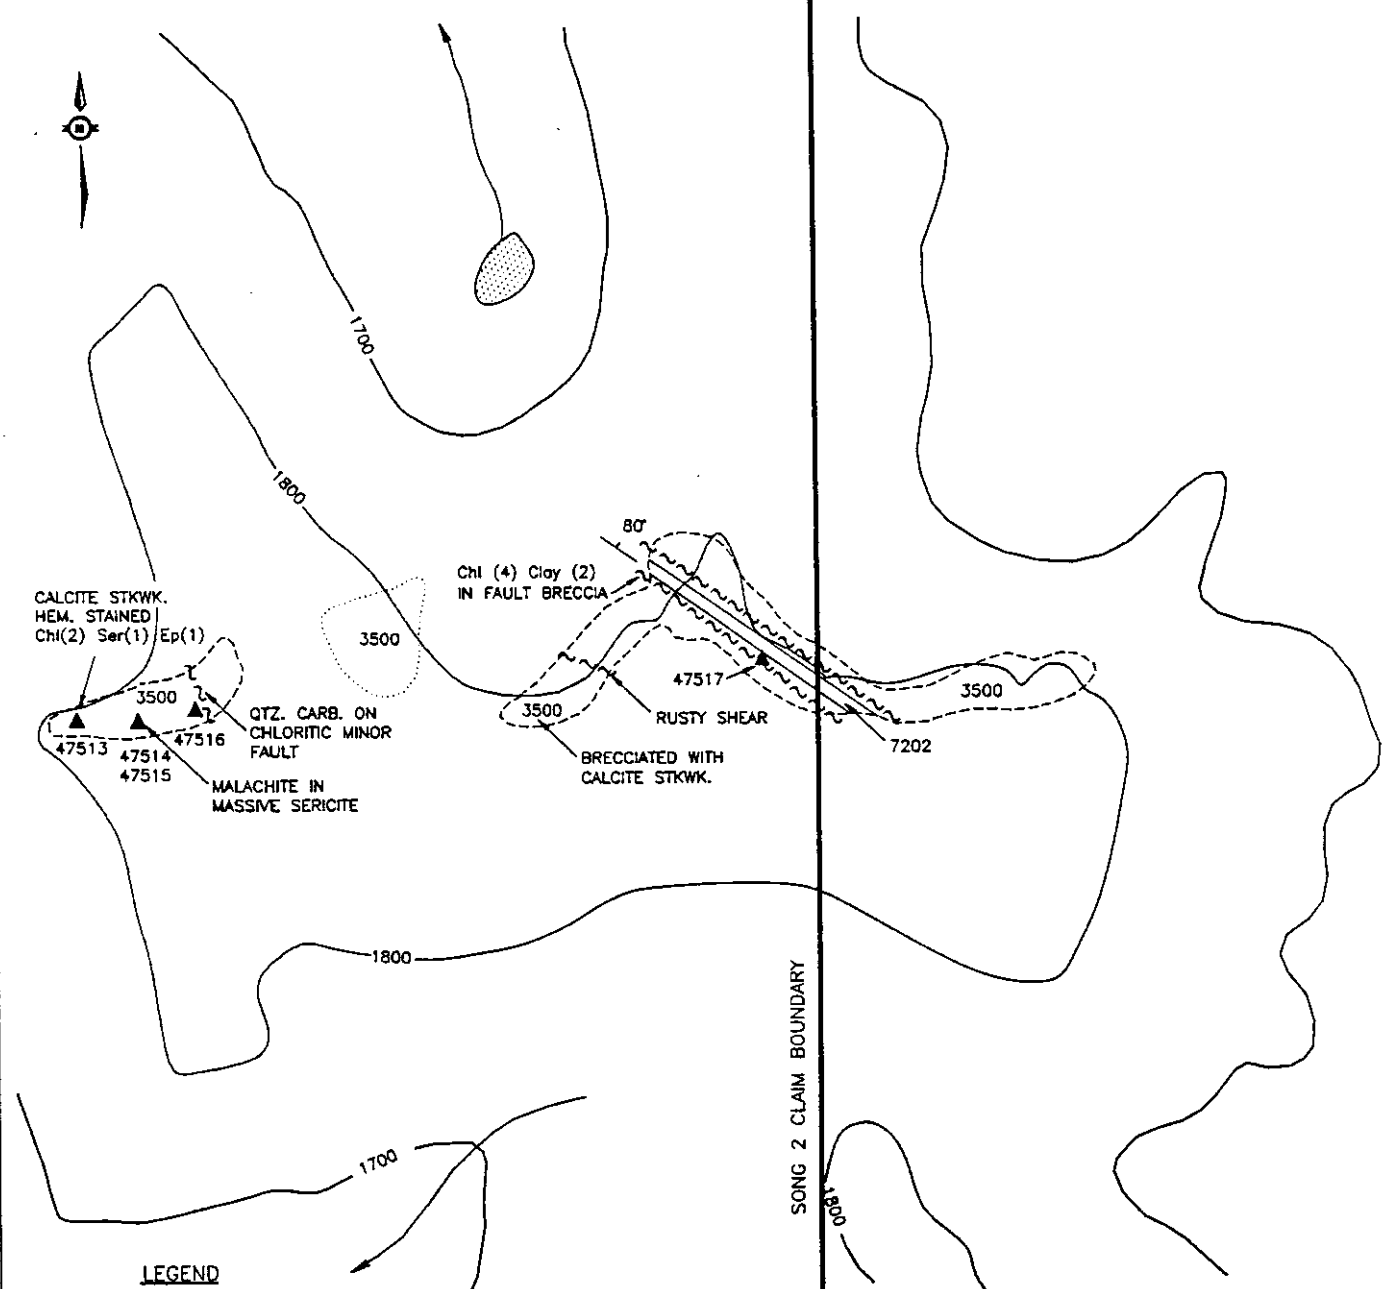 N
1700
1800
80°
Chl (4) Clay (2)
IN FAULT BRECCIA
CALCITE STKWK.
HEM. STAINED
Chl(2) Ser(1) Ep(1)
3500
3500
3500
3500
47513
47514
47515
47516
QTZ. CARB. ON
CHLORITIC MINOR
FAULT
MALACHITE IN
MASSIVE SERICITE
47517
RUSTY SHEAR
BRECCIATED WITH
CALCITE STKWK.
7202
1800
SONG 2 CLAIM BOUNDARY
1700
1800
LEGEND